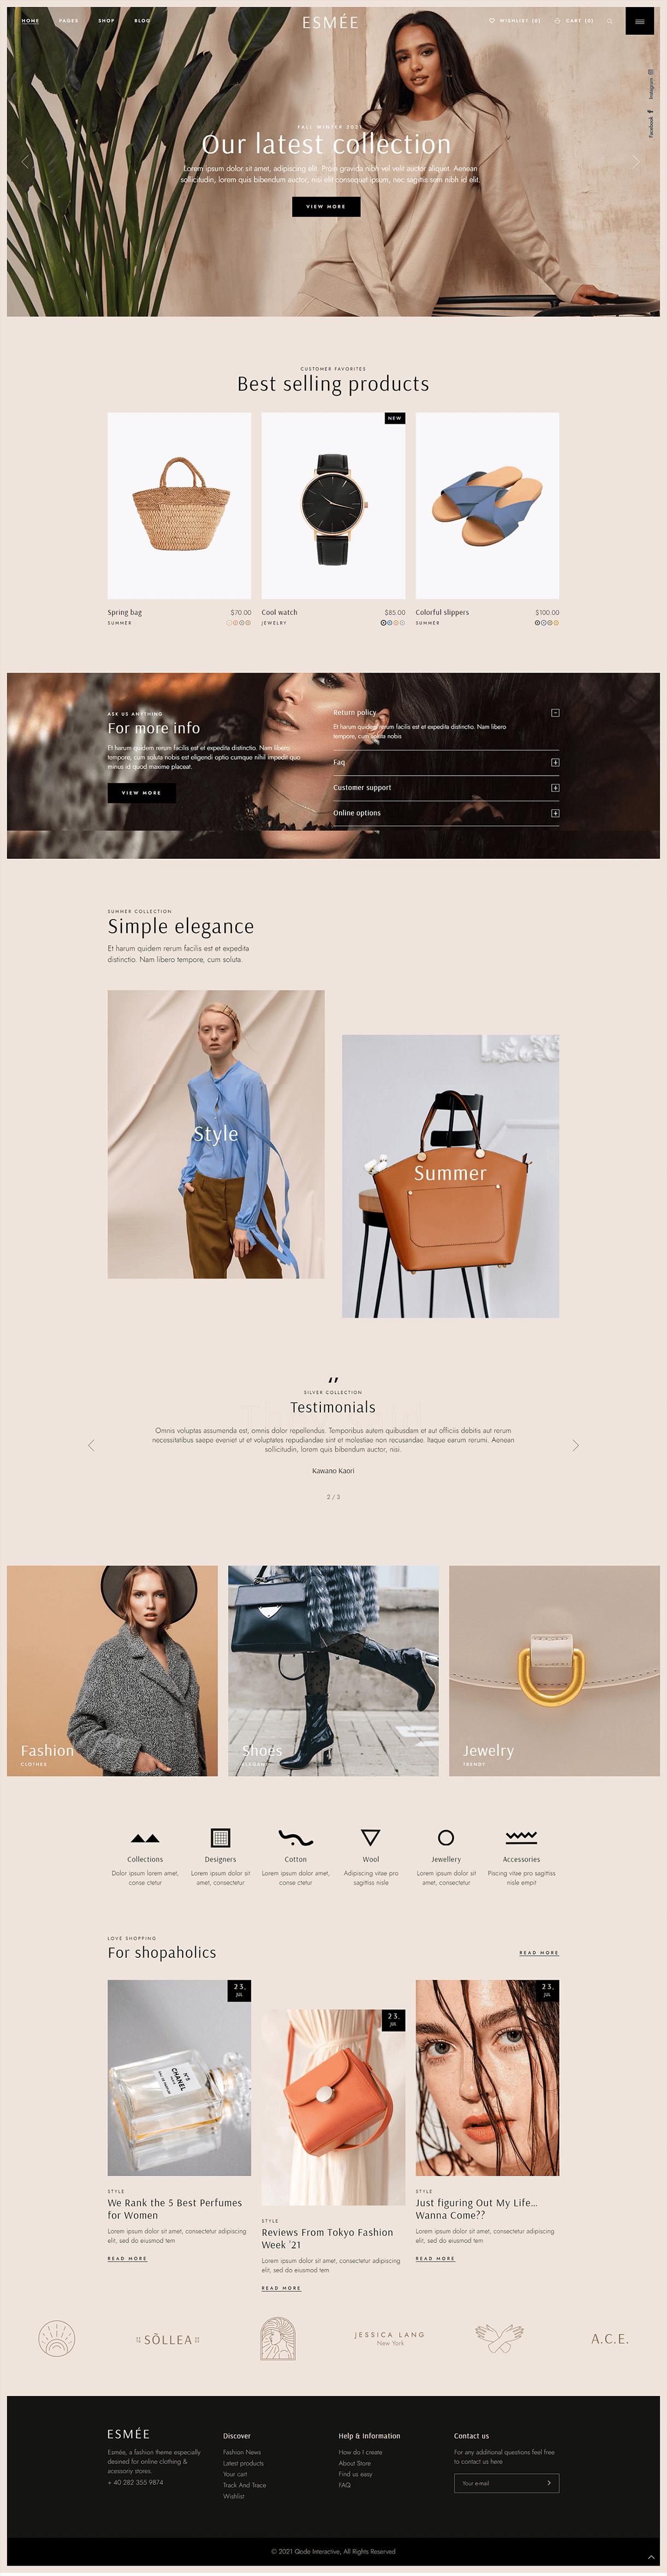 HOME PAGES SHOP BLOG
ESMÉE
WISHLIST (0) CART (0)
Instagram
Facebook
FALL WINTER 2021
Our latest collection
Lorem ipsum dolor sit amet, adipiscing elit. Proin gravida nibh vel velit auctor aliquet. Aenean
sollicitudin, lorem quis bibendum auctor, nisi elit consequat ipsum, nec sagittis sem nibh id elit.
VIEW MORE
CUSTOMER FAVORITES
Best selling products
NEW
Spring bag $70.00
SUMMER
Cool watch $85.00
JEWELRY
Colorful slippers $100.00
SUMMER
ASK US ANYTHING
For more info
Et harum quidem rerum facilis est et expedita distinctio. Nam libero
tempore, cum soluta nobis est eligendi optio cumque nihil impedit quo
minus id quod maxime placeat.
VIEW MORE
Return policy
Et harum quidem rerum facilis est et expedita distinctio. Nam libero
tempore, cum soluta nobis
Faq
Customer support
Online options
SUMMER COLLECTION
Simple elegance
Et harum quidem rerum facilis est et expedita
distinctio. Nam libero tempore, cum soluta.
Style
Summer
SILVER COLLECTION
Testimonials
Omnis voluptas assumenda est, omnis dolor repellendus. Temporibus autem quibusdam et aut officiis debitis aut rerum
necessitatibus saepe eveniet ut et voluptates repudiandae sint et molestiae non recusandae. Itaque earum rerumi. Aenean
sollicitudin, lorem quis bibendum auctor, nisi.
Kawano Kaori
2 / 3
Fashion
CLOTHES
Shoes
ELEGANT
Jewelry
TRENDY
Collections
Dolor ipsum lorem amet,
conse ctetur
Designers
Lorem ipsum dolor sit
amet, consectetur
Cotton
Lorem ipsum dolor amet,
conse ctetur
Wool
Adipiscing vitae pro
sagittiss nisle
Jewellery
Lorem ipsum dolor sit
amet, consectetur
Accessories
Piscing vitae pro sagittiss
nisle empit
LOVE SHOPPING
For shopaholics
READ MORE
23.
JUL
N°5
CHANEL
STYLE
We Rank the 5 Best Perfumes
for Women
Lorem ipsum dolor sit amet, consectetur adipiscing
elit, sed do eiusmod tem
READ MORE
23.
JUL
STYLE
Reviews From Tokyo Fashion
Week '21
Lorem ipsum dolor sit amet, consectetur adipiscing
elit, sed do eiusmod tem
READ MORE
23.
JUL
STYLE
Just figuring Out My Life...
Wanna Come??
Lorem ipsum dolor sit amet, consectetur adipiscing
elit, sed do eiusmod tem
READ MORE
SŌLLEA
JESSICA LANG
New York
A.C.E.
ESMÉE
Esmée, a fashion theme especially
desined for online clothing &
acessoriy stores.
+ 40 282 355 9874
Discover
Fashion News
Latest products
Your cart
Track And Trace
Wishlist
Help & Information
How do I create
About Store
Find us easy
FAQ
Contact us
For any additional questions feel free
to contact us here
Your e-mail
© 2021 Qode Interactive, All Rights Reserved